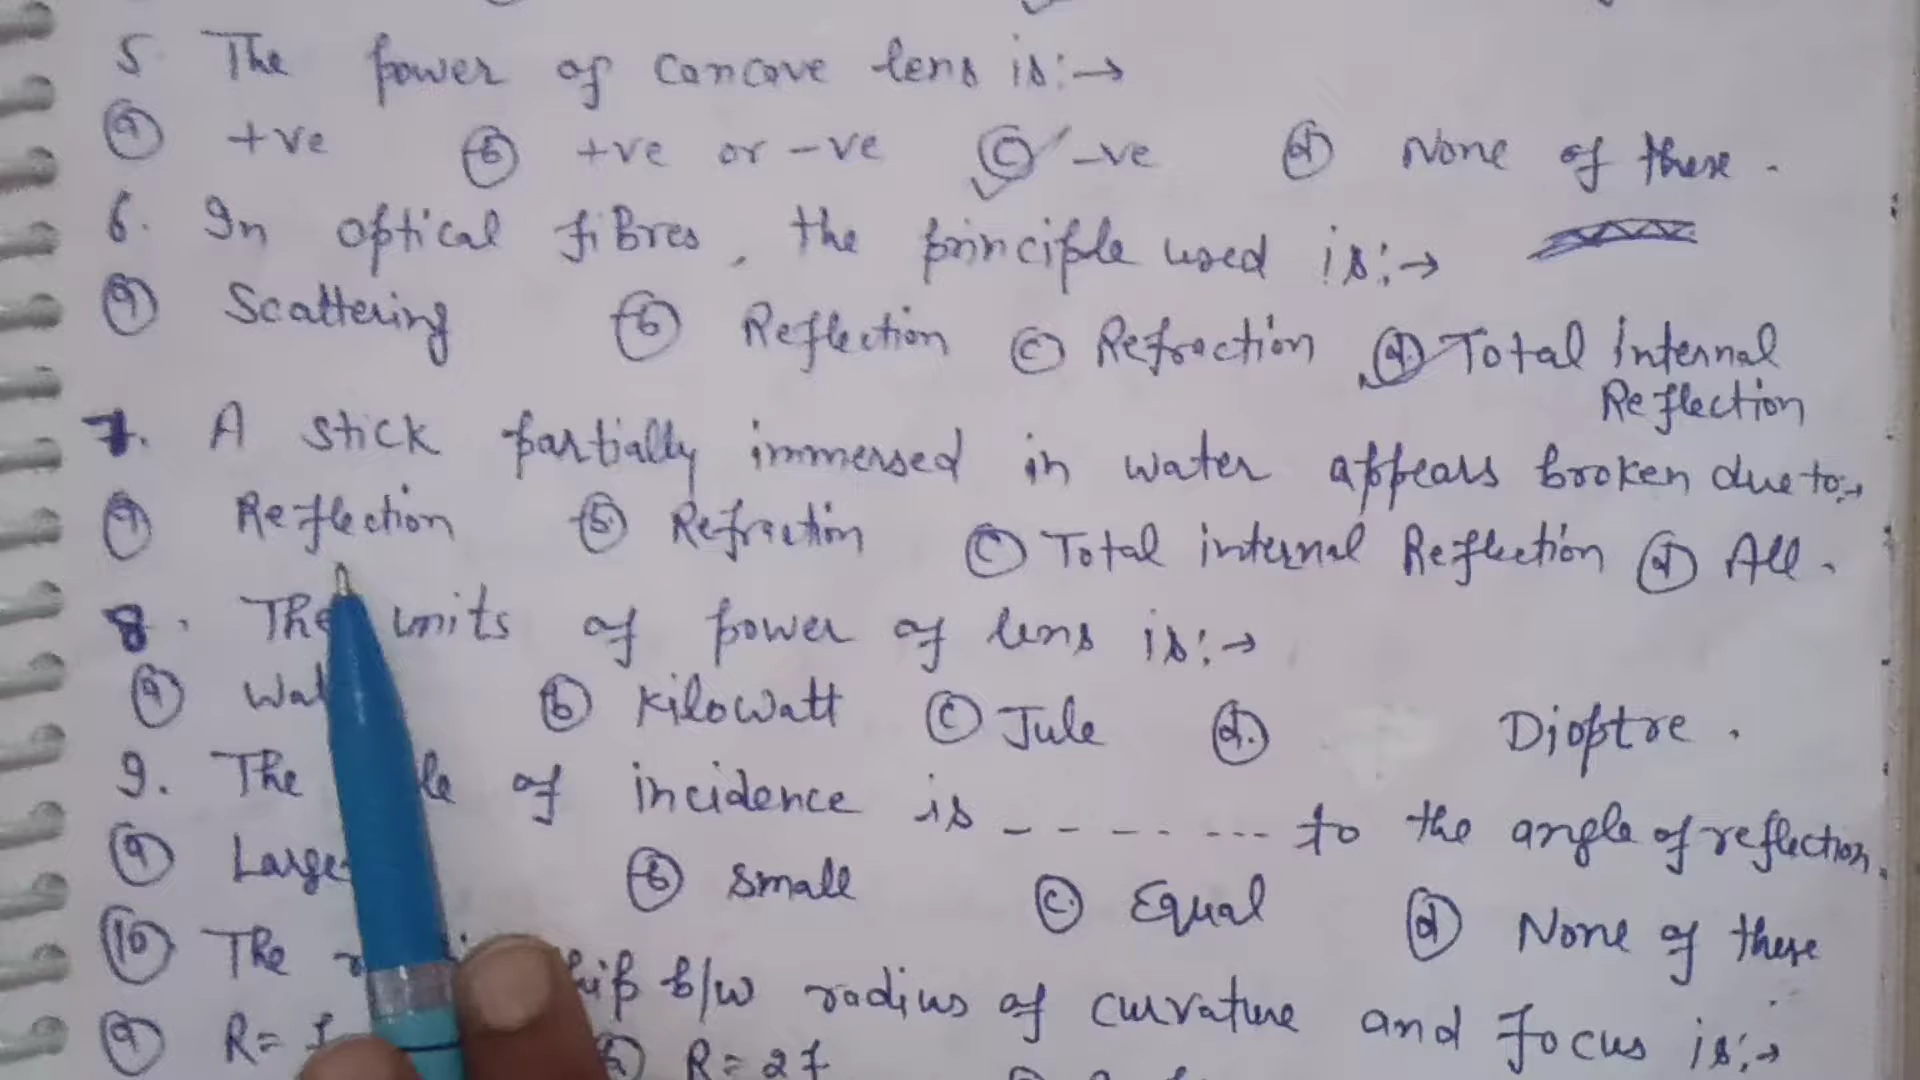 5. The power of concave lens is:→
(a) +ve (b) +ve or -ve (c) -ve (d) None of these.
6. In optical fibres, the principle used is:→
(a) Scattering (b) Reflection (c) Refraction (d) Total internal
Reflection
7. A stick partially immersed in water appears broken due to:→
(a) Reflection (b) Refraction (c) Total internal Reflection (d) All.
8. The units of power of lens is:→
(a) (b) Kilowatt (c) Jule (d) Dioptre.
9. The of incidence is ------- to the angle of reflection.
(a) Large (b) small (c) Equal (d) None of these
(10) The b/w radius of curvature and focus is:→
(a) R= (b) R=2f